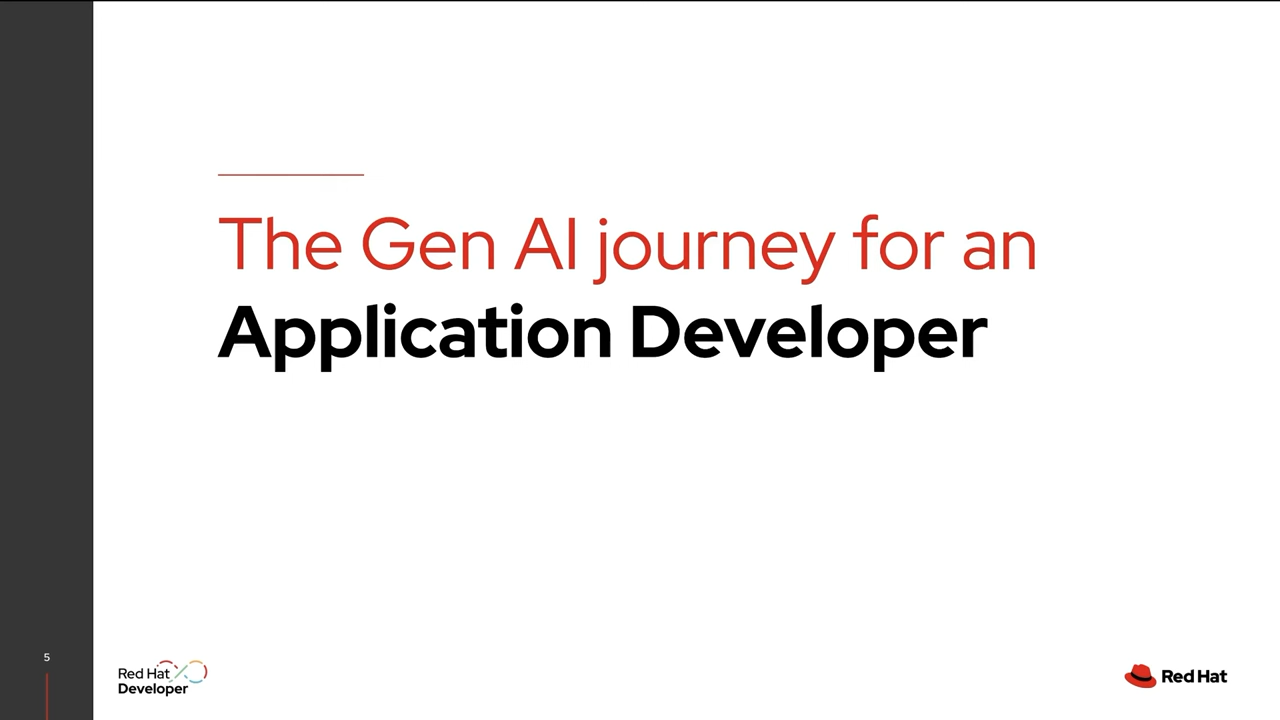 The Gen AI journey for an
Application Developer
5
Red Hat
Developer
Red Hat